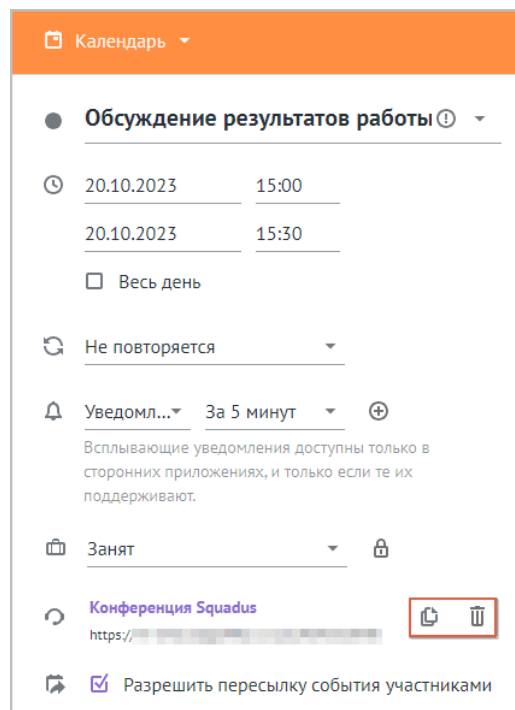 Календарь
Обсуждение результатов работы
20.10.2023 15:00
20.10.2023 15:30
Весь день
Не повторяется
Уведомл... За 5 минут
Всплывающие уведомления доступны только в
сторонних приложениях, и только если те их
поддерживают.
Занят
Конференция Squadus
https:/
Разрешить пересылку события участниками